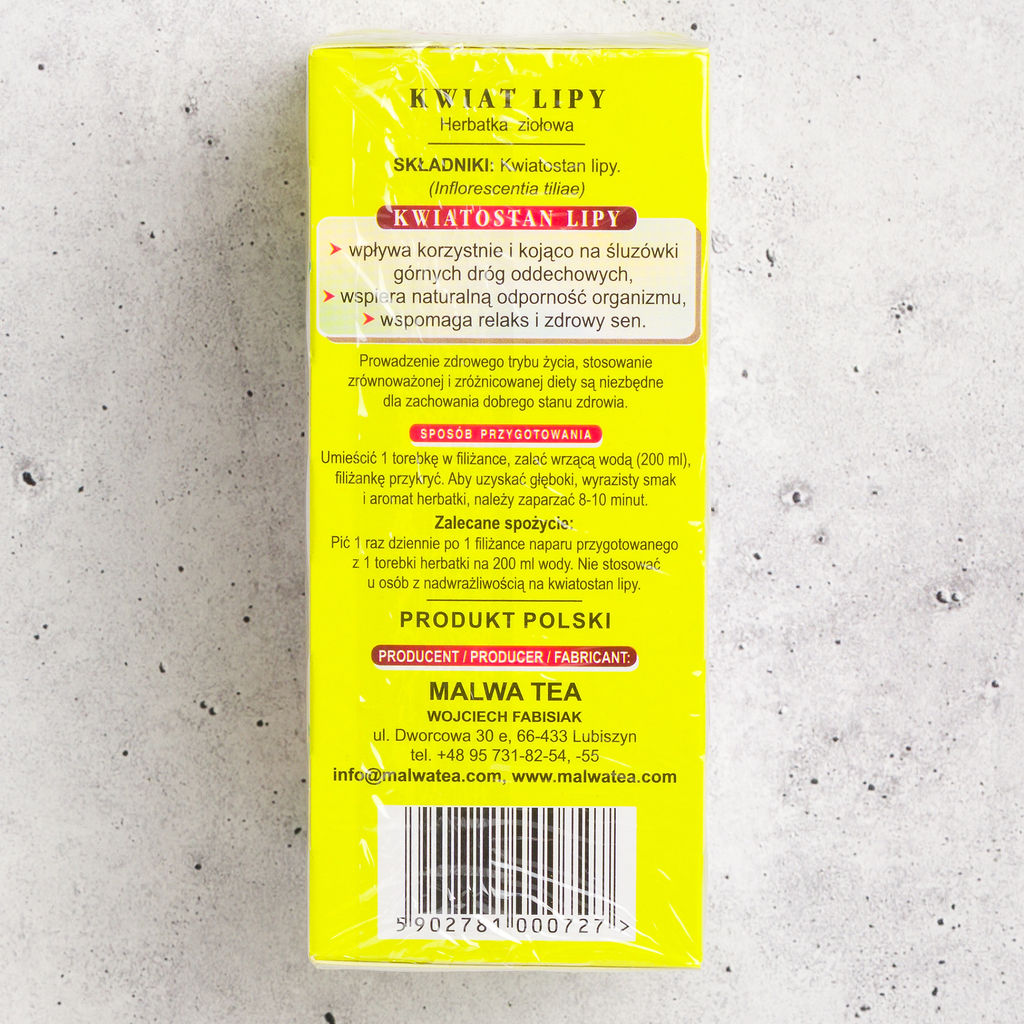 KWIAT LIPY
Herbatka ziołowa
SKŁADNIKI: Kwiatostan lipy.
(Inflorescentia tiliae)
KWIATOSTAN LIPY
➤ wpływa korzystnie i kojąco na śluzówki
górnych dróg oddechowych,
➤ wspiera naturalną odporność organizmu,
➤ wspomaga relaks i zdrowy sen.
Prowadzenie zdrowego trybu życia, stosowanie
zrównoważonej i zróżnicowanej diety są niezbędne
dla zachowania dobrego stanu zdrowia.
SPOSÓB PRZYGOTOWANIA
Umieścić 1 torebkę w filiżance, zalać wrzącą wodą (200 ml),
filiżankę przykryć. Aby uzyskać głęboki, wyrazisty smak
i aromat herbatki, należy zaparzać 8-10 minut.
Zalecane spożycie:
Pić 1 raz dziennie po 1 filiżance naparu przygotowanego
z 1 torebki herbatki na 200 ml wody. Nie stosować
u osób z nadwrażliwością na kwiatostan lipy.
PRODUKT POLSKI
PRODUCENT / PRODUCER / FABRICANT:
MALWA TEA
WOJCIECH FABISIAK
ul. Dworcowa 30 e, 66-433 Lubiszyn
tel. +48 95 731-82-54, -55
info@malwatea.com, www.malwatea.com
5 902781 000727 >